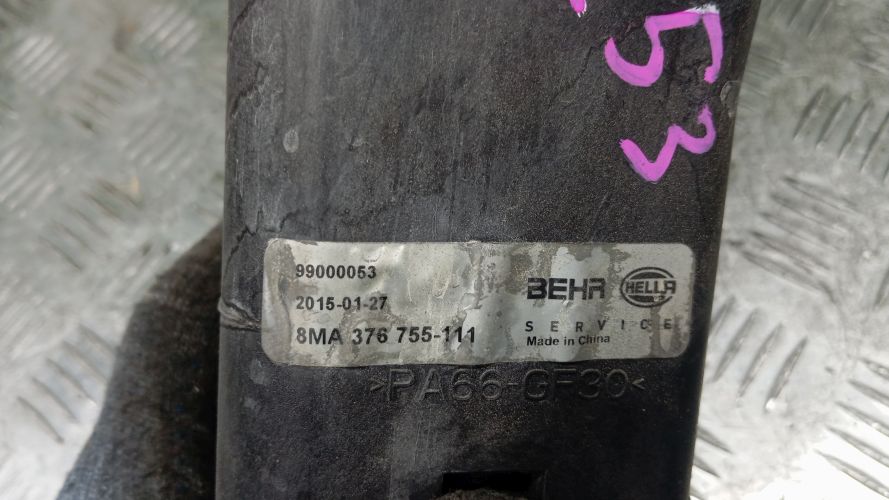 53
99000053
2015-01-27
8MA 376 755-111
BEHR HELLA
SERVICE
Made in China
>PA66-GF30<